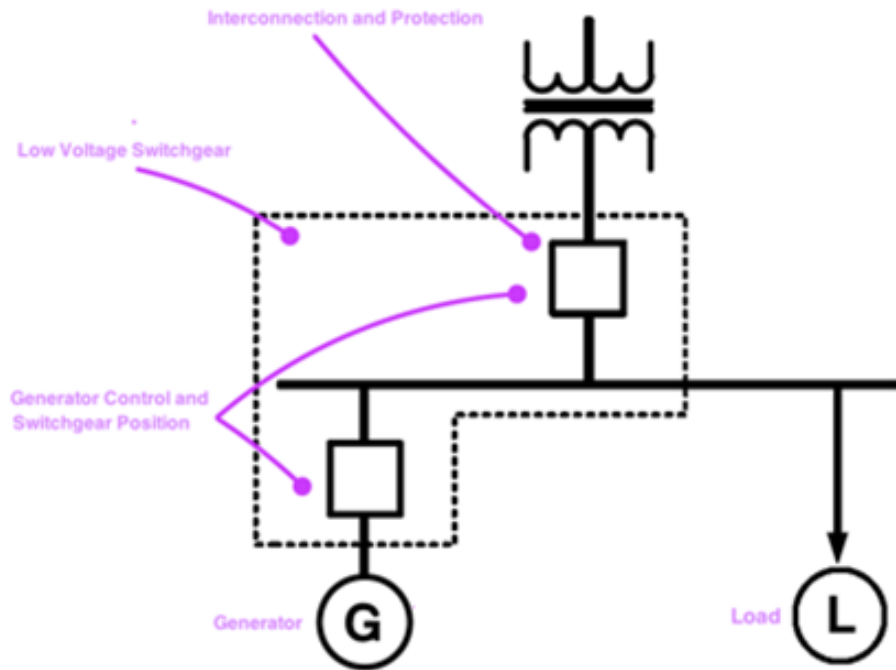 Interconnection and Protection
Low Voltage Switchgear
Generator Control and
Switchgear Position
Generator
G
Load
L